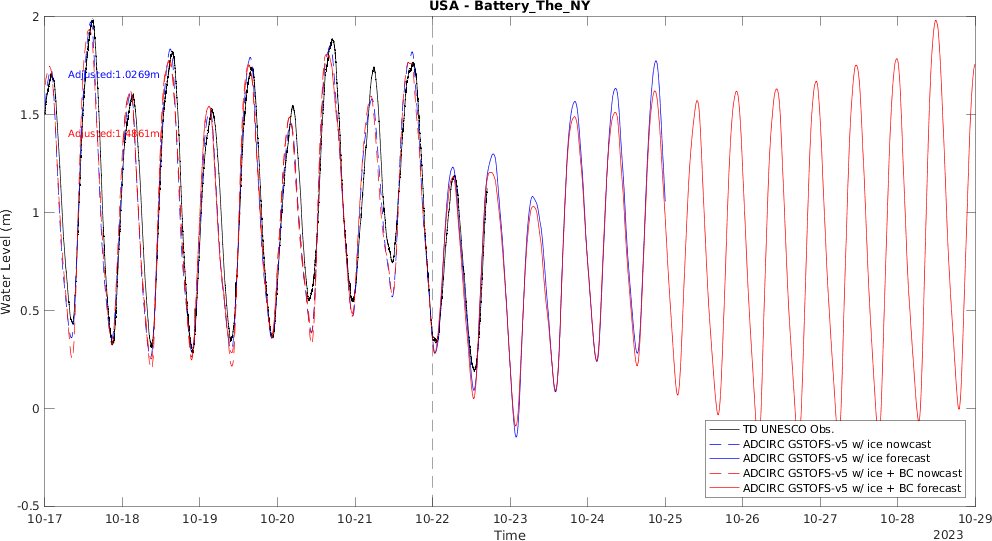 USA - Battery_The_NY
2
1.5
1
0.5
0
-0.5
Water Level (m)
Adjusted:1.0269m
Adjusted:1.4861m
TD UNESCO Obs.
ADCIRC GSTOFS-v5 w/ ice nowcast
ADCIRC GSTOFS-v5 w/ ice forecast
ADCIRC GSTOFS-v5 w/ ice + BC nowcast
ADCIRC GSTOFS-v5 w/ ice + BC forecast
10-17 10-18 10-19 10-20 10-21 10-22 10-23 10-24 10-25 10-26 10-27 10-28 10-29
Time
2023